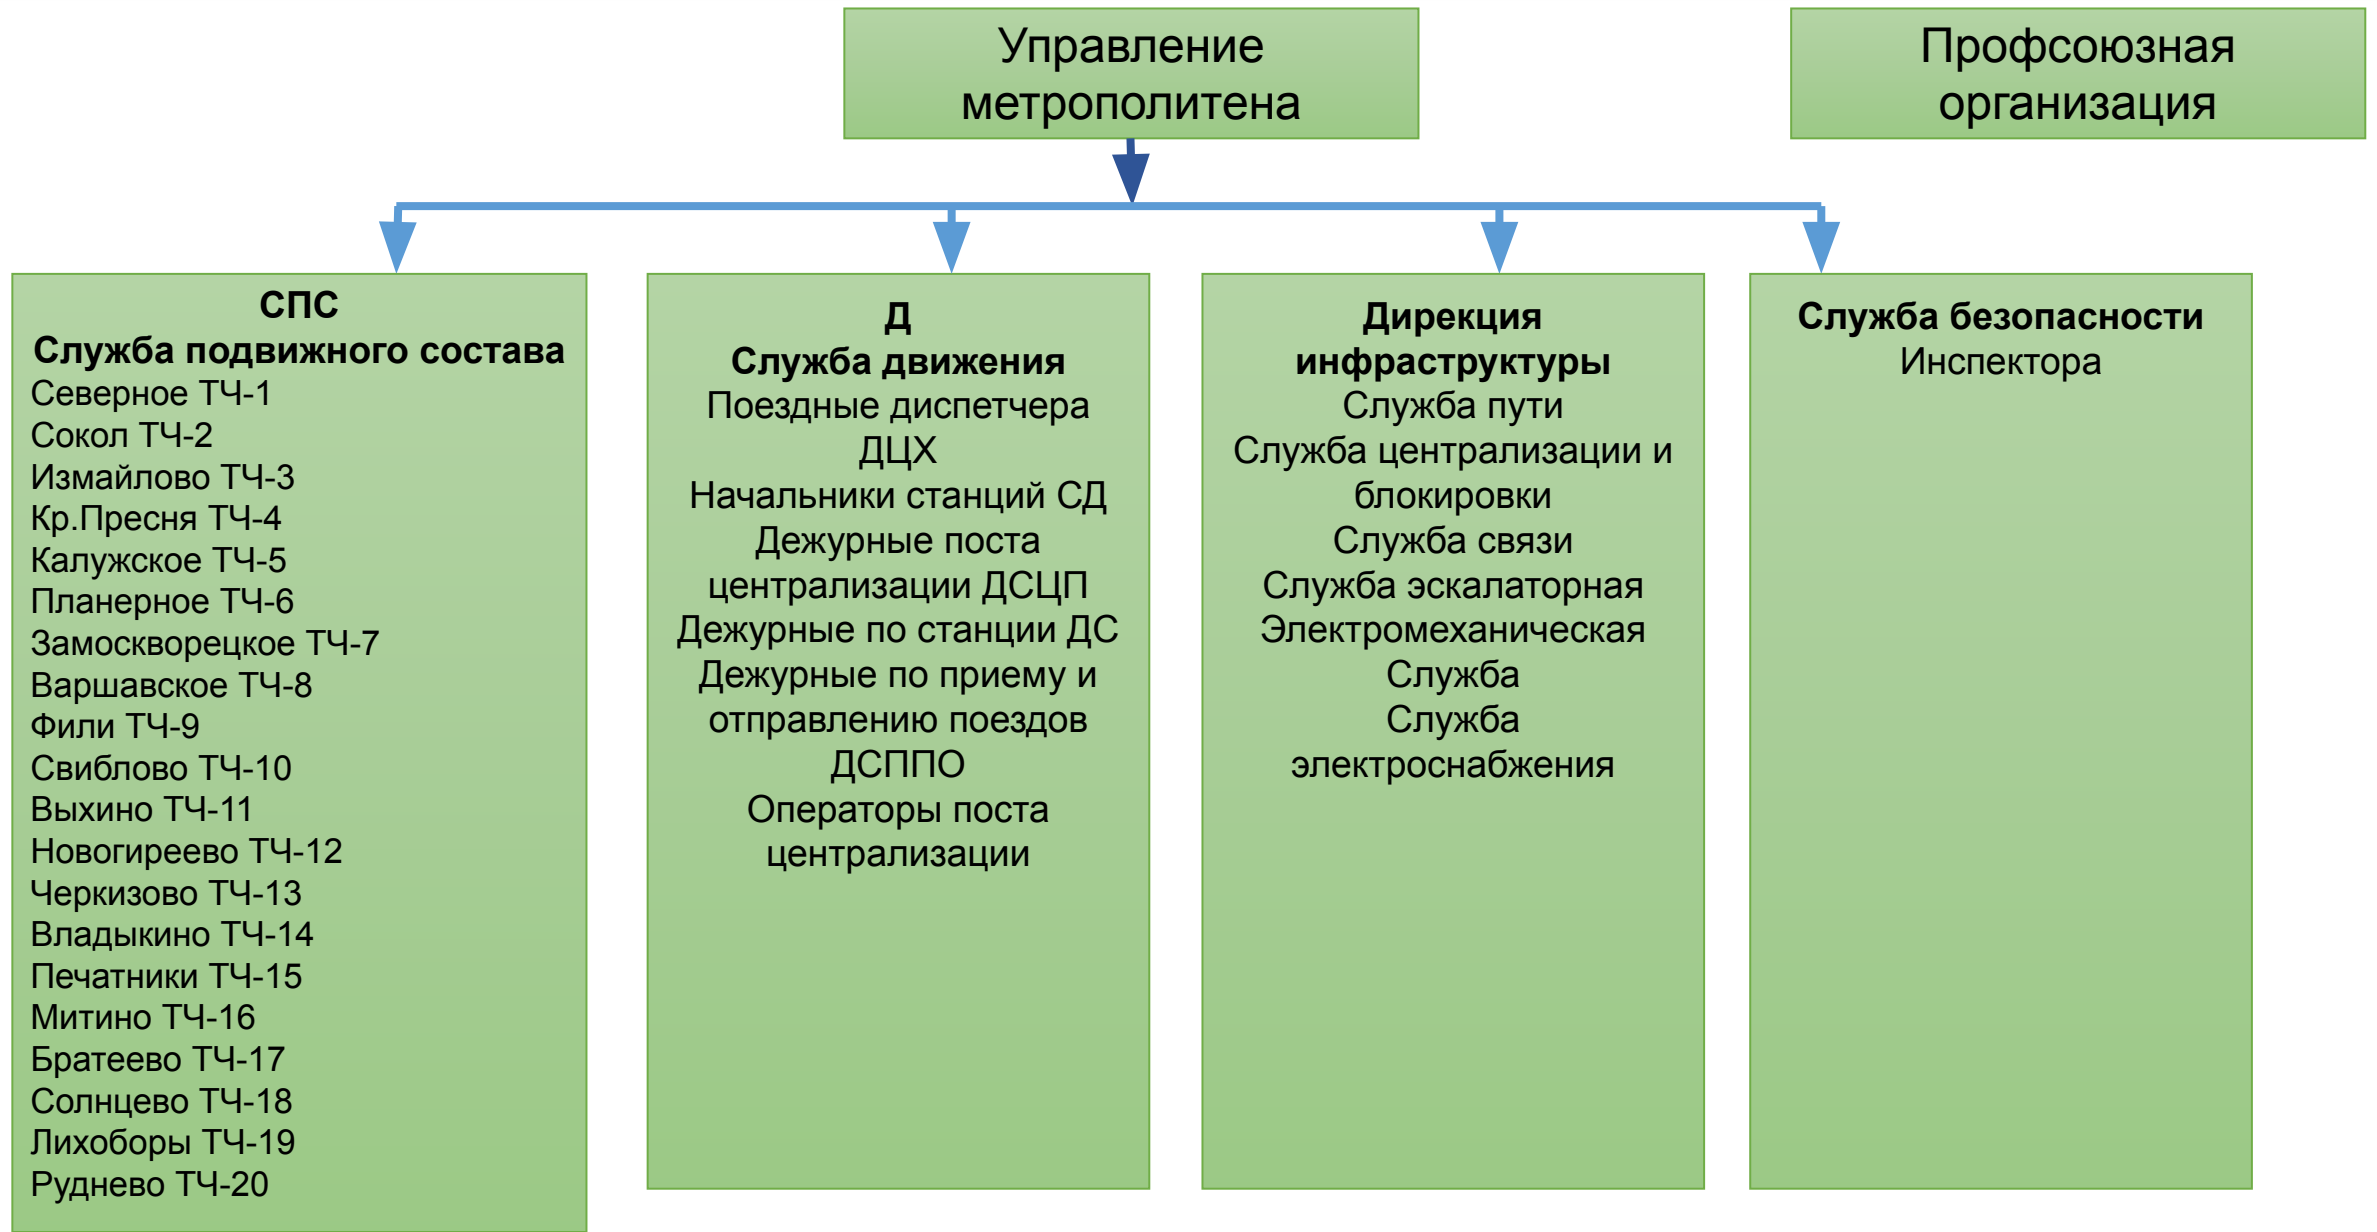 Управление
метрополитена
Профсоюзная
организация
СПС
Служба подвижного состава
Северное ТЧ-1
Сокол ТЧ-2
Измайлово ТЧ-3
Кр.Пресня ТЧ-4
Калужское ТЧ-5
Планерное ТЧ-6
Замоскворецкое ТЧ-7
Варшавское ТЧ-8
Фили ТЧ-9
Свиблово ТЧ-10
Выхино ТЧ-11
Новогиреево ТЧ-12
Черкизово ТЧ-13
Владыкино ТЧ-14
Печатники ТЧ-15
Митино ТЧ-16
Братеево ТЧ-17
Солнцево ТЧ-18
Лихоборы ТЧ-19
Руднево ТЧ-20
Д
Служба движения
Поездные диспетчера
ДЦХ
Начальники станций СД
Дежурные поста
централизации ДСЦП
Дежурные по станции ДС
Дежурные по приему и
отправлению поездов
ДСППО
Операторы поста
централизации
Дирекция
инфраструктуры
Служба пути
Служба централизации и
блокировки
Служба связи
Служба эскалаторная
Электромеханическая
Служба
Служба
электроснабжения
Служба безопасности
Инспектора